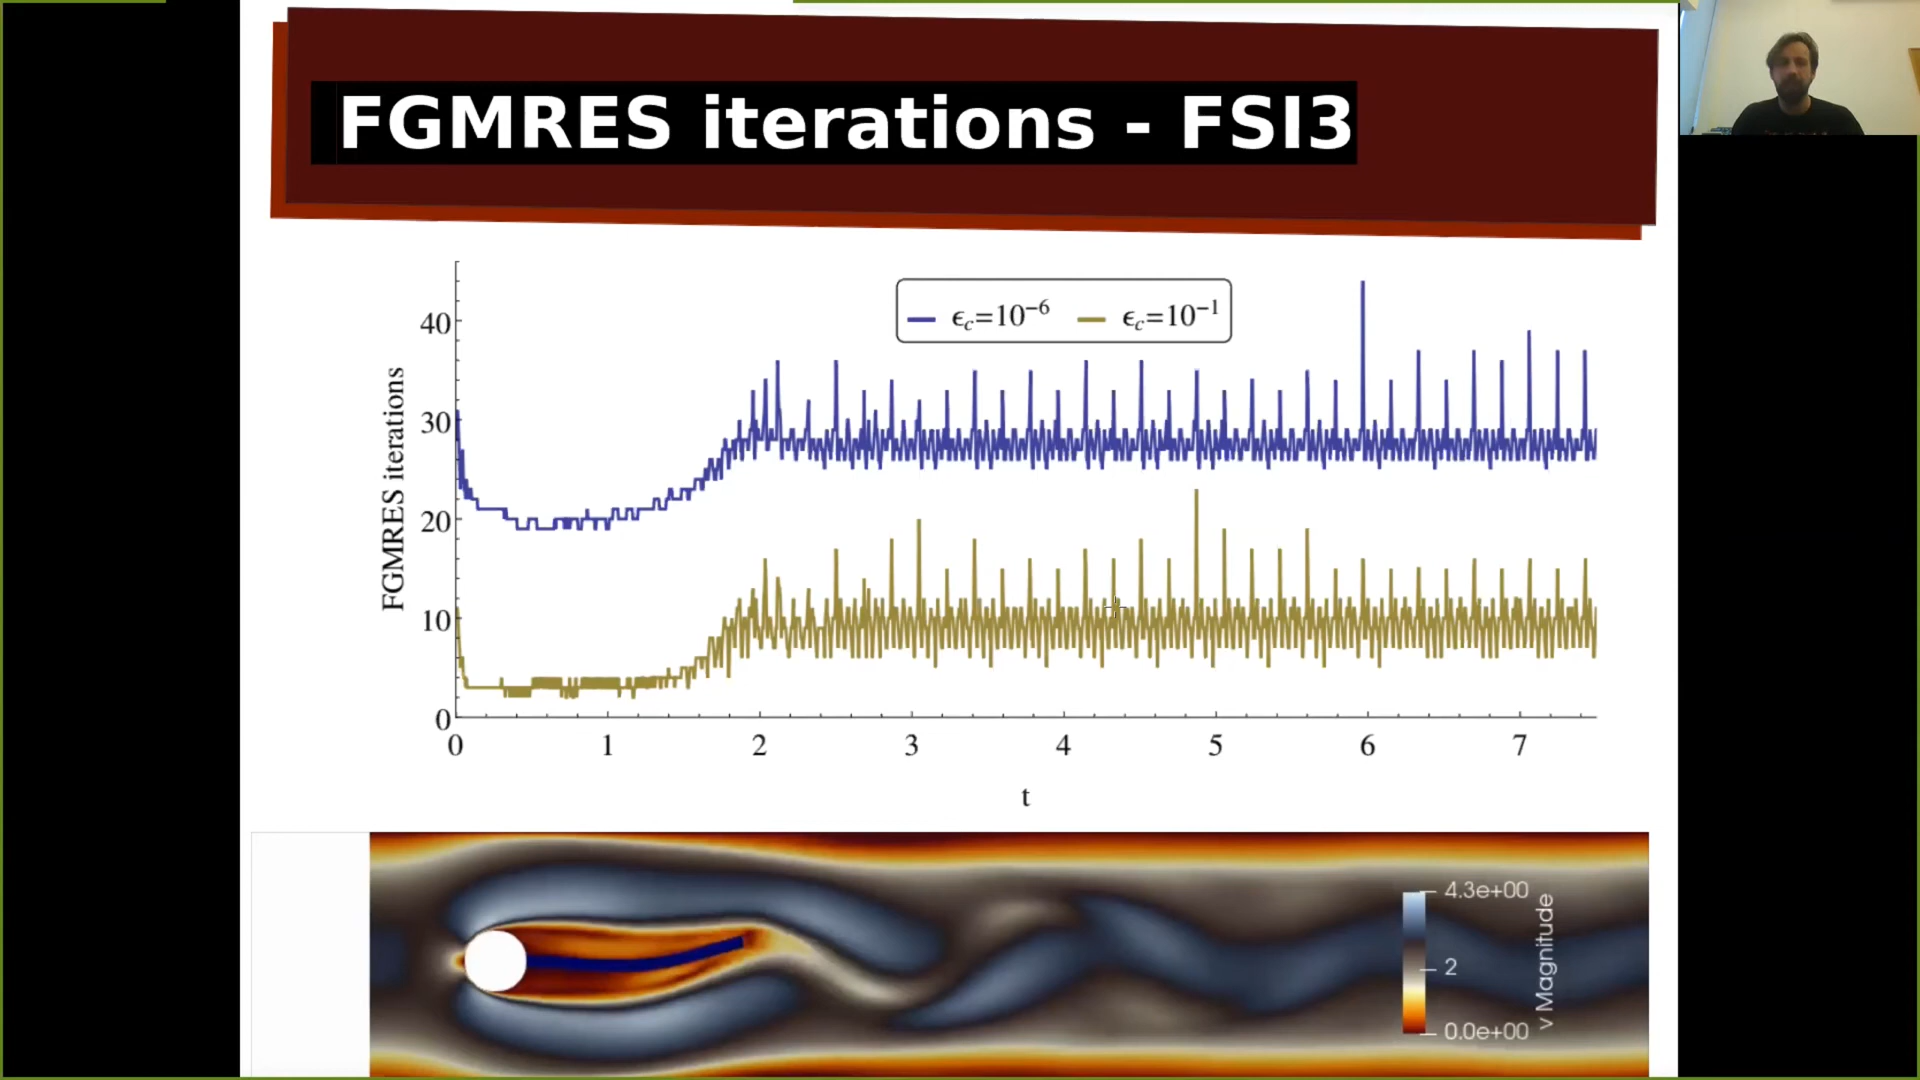 FGMRES iterations - FSI3
ϵc=10−6 ϵc=10−1
FGMRES iterations
40
30
20
10
0
0 1 2 3 4 5 6 7
t
4.3e+00
2
0.0e+00
v Magnitude